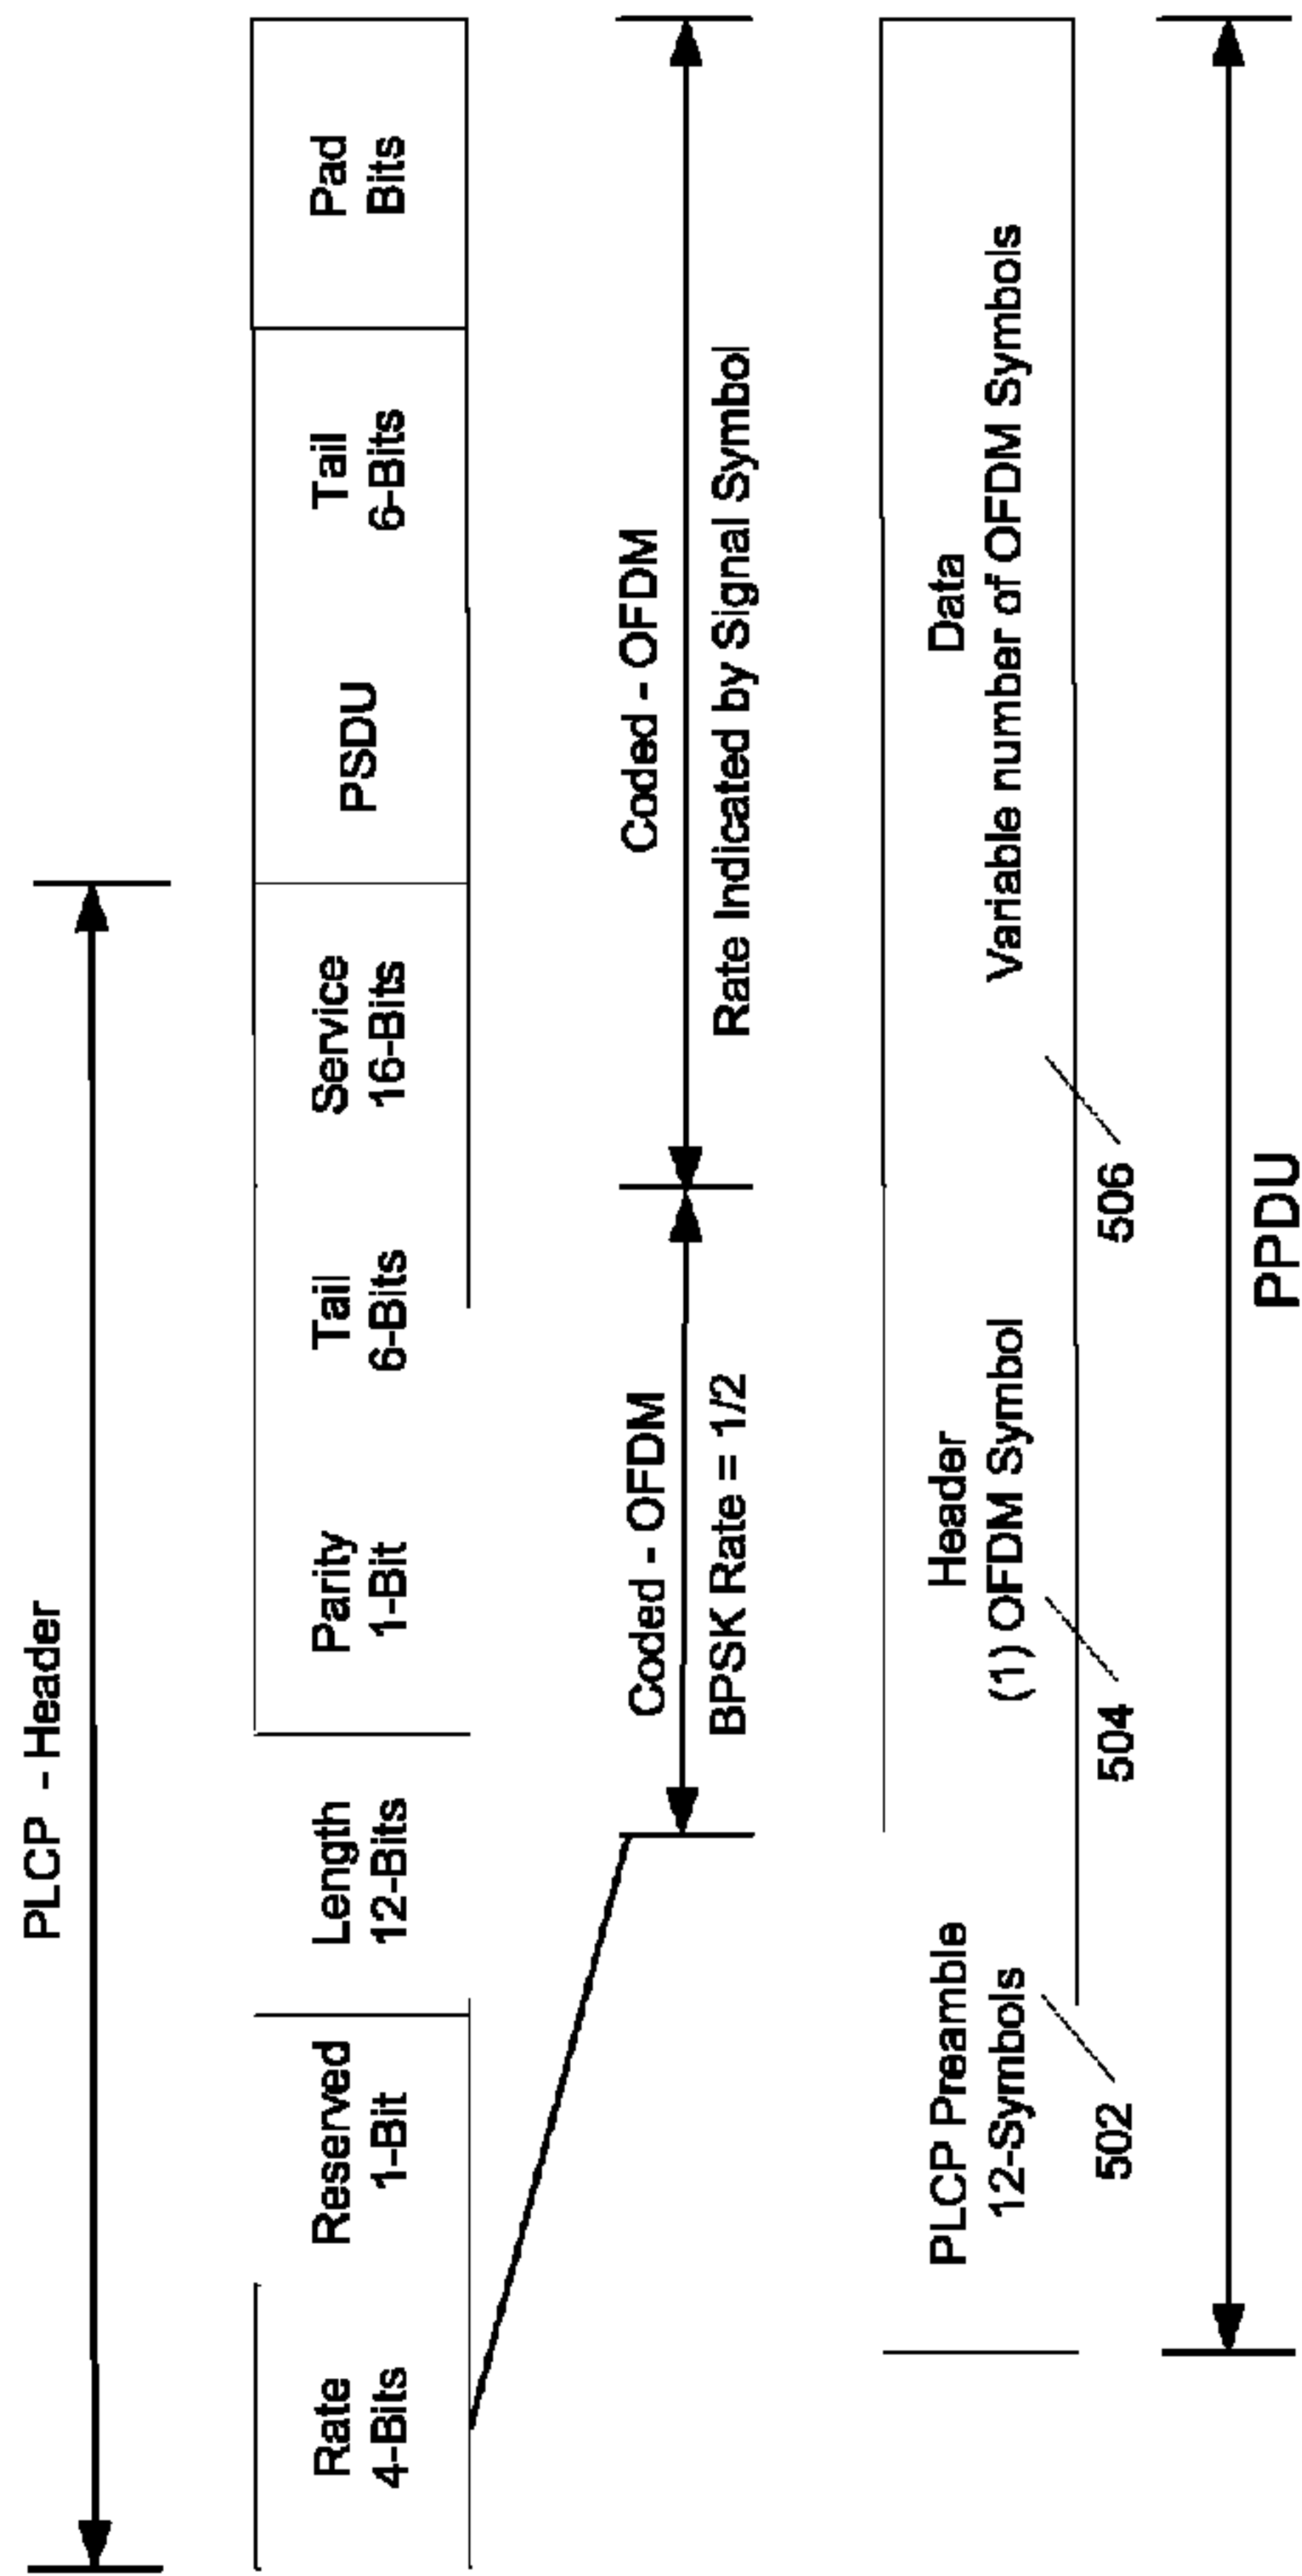 PLCP - Header
Rate
4-Bits
Reserved
1-Bit
Length
12-Bits
Parity
1-Bit
Tail
6-Bits
Service
16-Bits
PSDU
Tail
6-Bits
Pad
Bits
Coded - OFDM
BPSK Rate = 1/2
Coded - OFDM
Rate Indicated by Signal Symbol
PLCP Preamble
12-Symbols
Header
(1) OFDM Symbol
Data
Variable number of OFDM Symbols
502
504
506
PPDU